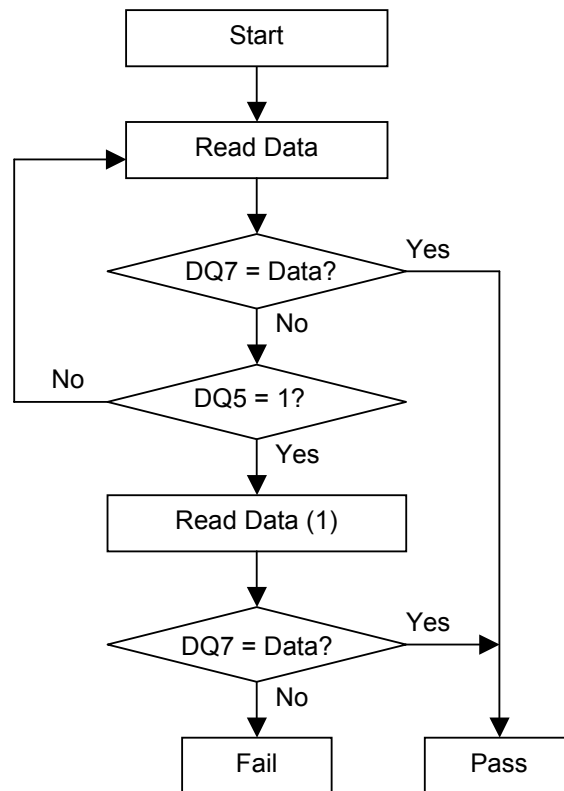 Start
Read Data
DQ7 = Data?
Yes
No
DQ5 = 1?
No
Yes
Read Data (1)
DQ7 = Data?
Yes
No
Fail
Pass